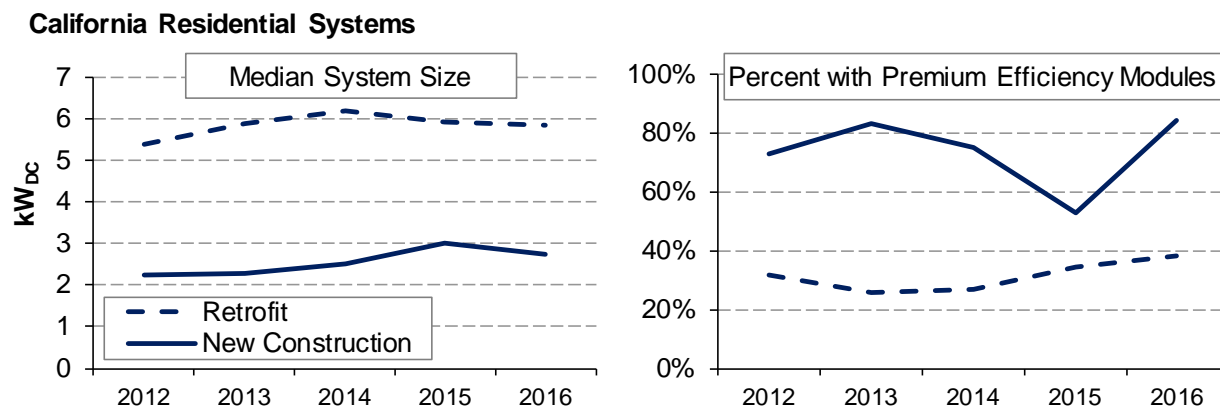 California Residential Systems
Median System Size
kWDC
7
6
5
4
3
2
1
0
Retrofit
New Construction
2012 2013 2014 2015 2016
Percent with Premium Efficiency Modules
100%
80%
60%
40%
20%
0%
2012 2013 2014 2015 2016